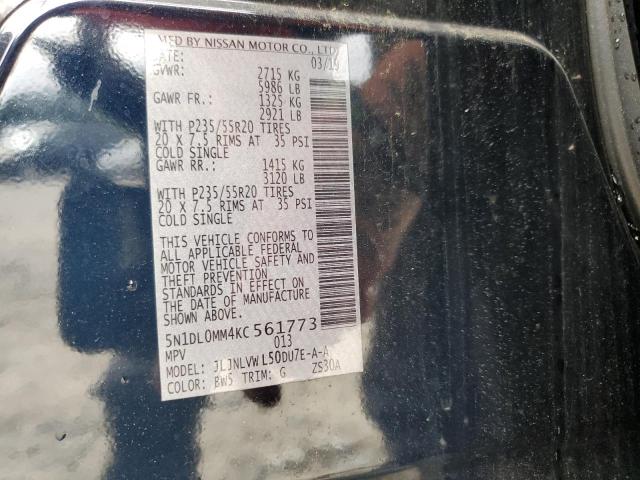 MFD BY NISSAN MOTOR CO., LTD.
DATE: 03/19
GVWR: 2715 KG
5986 LB
GAWR FR.: 1325 KG
2921 LB
WITH P235/55R20 TIRES
20 X 7.5 RIMS AT 35 PSI
COLD SINGLE
GAWR RR.: 1415 KG
3120 LB
WITH P235/55R20 TIRES
20 X 7.5 RIMS AT 35 PSI
COLD SINGLE
THIS VEHICLE CONFORMS TO
ALL APPLICABLE FEDERAL
MOTOR VEHICLE SAFETY AND
THEFT PREVENTION
STANDARDS IN EFFECT ON
THE DATE OF MANUFACTURE
SHOWN ABOVE.
5N1DL0MM4KC561773
MPV 013
MODEL: JLJNLVWL50DU7E-A-A
COLOR: BW5 TRIM: G ZS30A